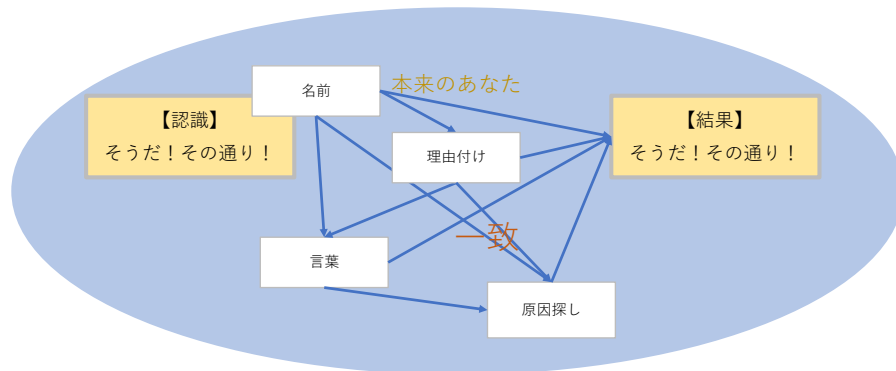 名前
本来のあなた
【認識】
そうだ！その通り！
【結果】
そうだ！その通り！
理由付け
一致
言葉
原因探し